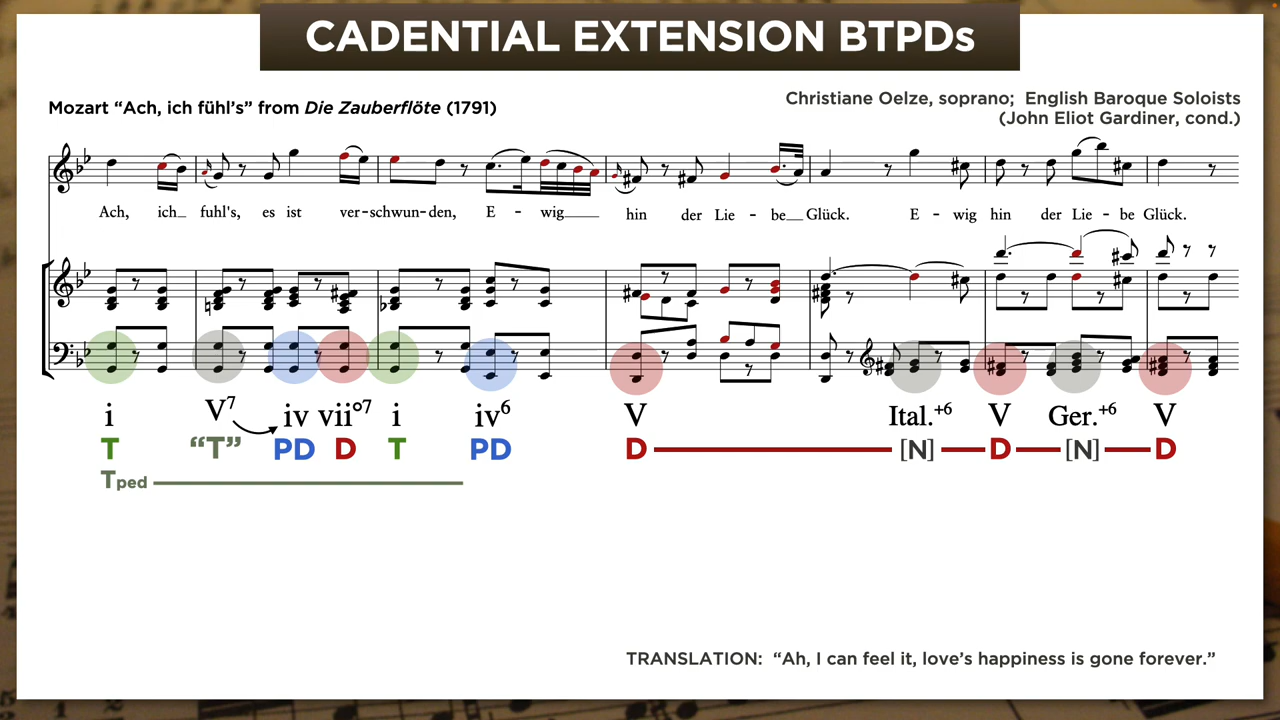 CADENTIAL EXTENSION BTPDs
Mozart “Ach, ich fühl’s” from Die Zauberflöte (1791)
Christiane Oelze, soprano; English Baroque Soloists
(John Eliot Gardiner, cond.)
Ach, ich fuhl's, es ist ver-schwun-den, E - wig hin der Lie - be Glück. E - wig hin der Lie - be Glück.
i V7 iv vii°7 i iv6 V Ital.+6 V Ger.+6 V
T “T” PD D T PD D [N] D [N] D
Tped
TRANSLATION: “Ah, I can feel it, love’s happiness is gone forever.”